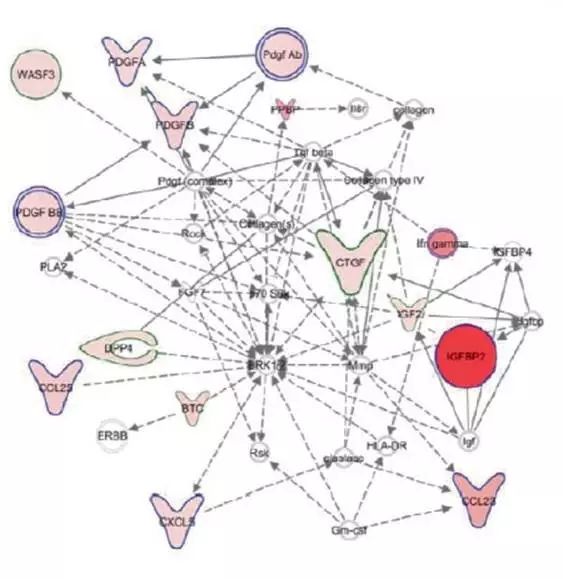 PDGFA
Pdgf Ab
WASF3
PPBP
collagen
PDGFB
Tgf beta
Pdgf (complex)
Collagen type IV
PDGF BB
Collagen(s)
Rock
Ifn gamma
IGFBP4
CTGF
PLA2
FGF7
p70 S6k
IGF2
Igfbp
DPP4
IGFBP2
ERK1/2
Mmp
CCL25
BTC
ERBB
Igf
HLA-DR
Rsk
gelatinase
CCL23
CXCL5
Gm-csf